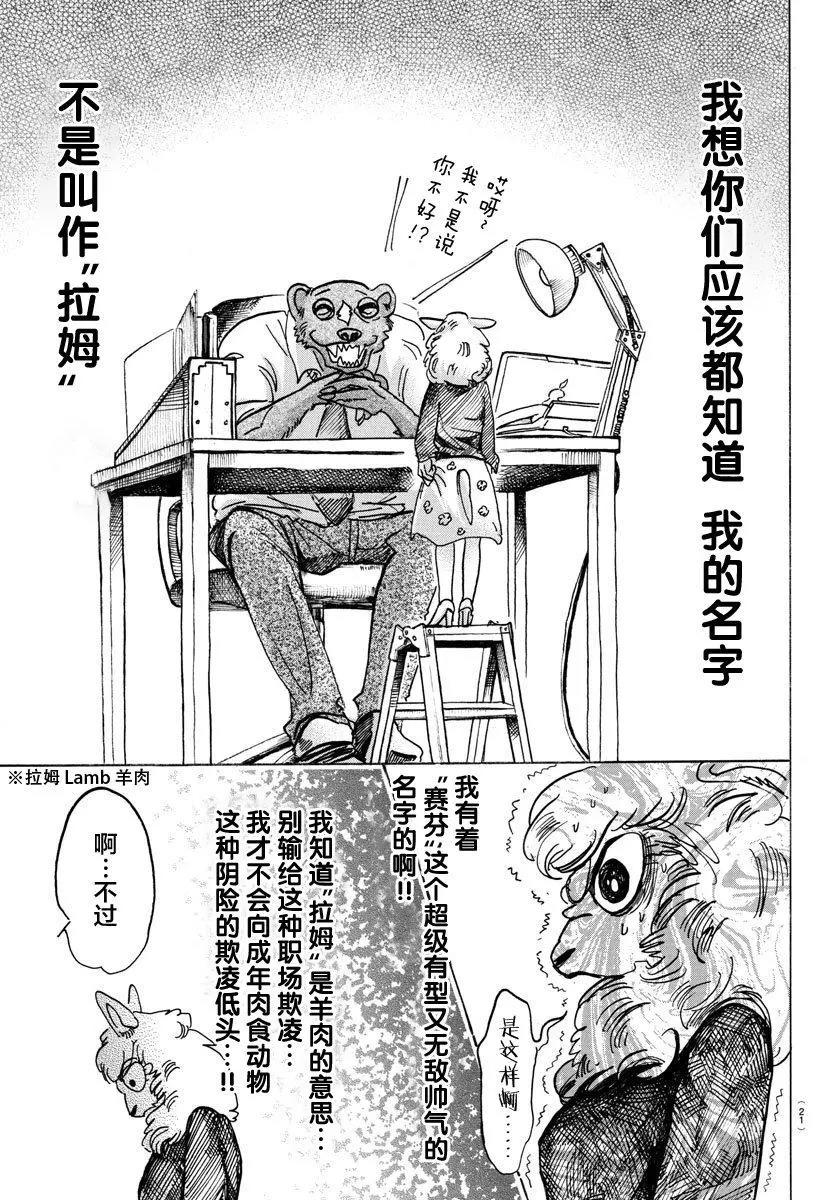 我想你们应该都知道 我的名字
哎呀~
我不是说
你不好!?
不是叫作"拉姆"
※拉姆 Lamb 羊肉
我有着
"赛芬"这个超级有型又无敌帅气的
名字的啊!!
是这样啊……
我知道"拉姆"是羊肉的意思…
别输给这种职场欺凌…
我才不会向成年肉食动物
这种阴险的欺凌低头…!!
啊…不过
(21)